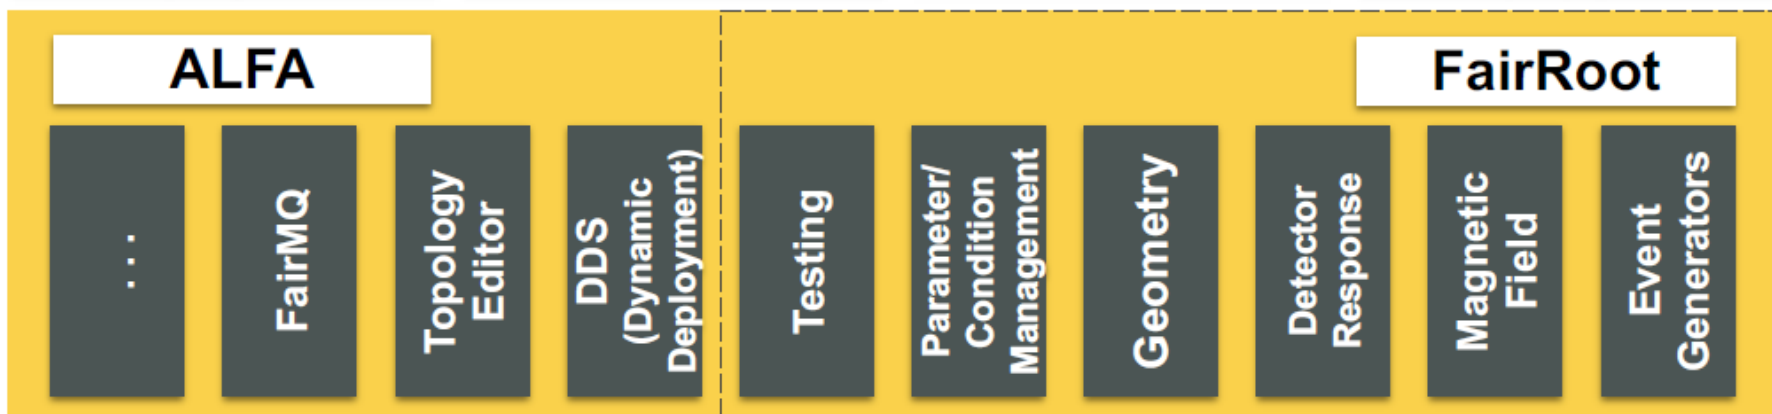 ALFA
FairRoot
. . .
FairMQ
Topology
Editor
DDS
(Dynamic
Deployment)
Testing
Parameter/
Condition
Management
Geometry
Detector
Response
Magnetic
Field
Event
Generators